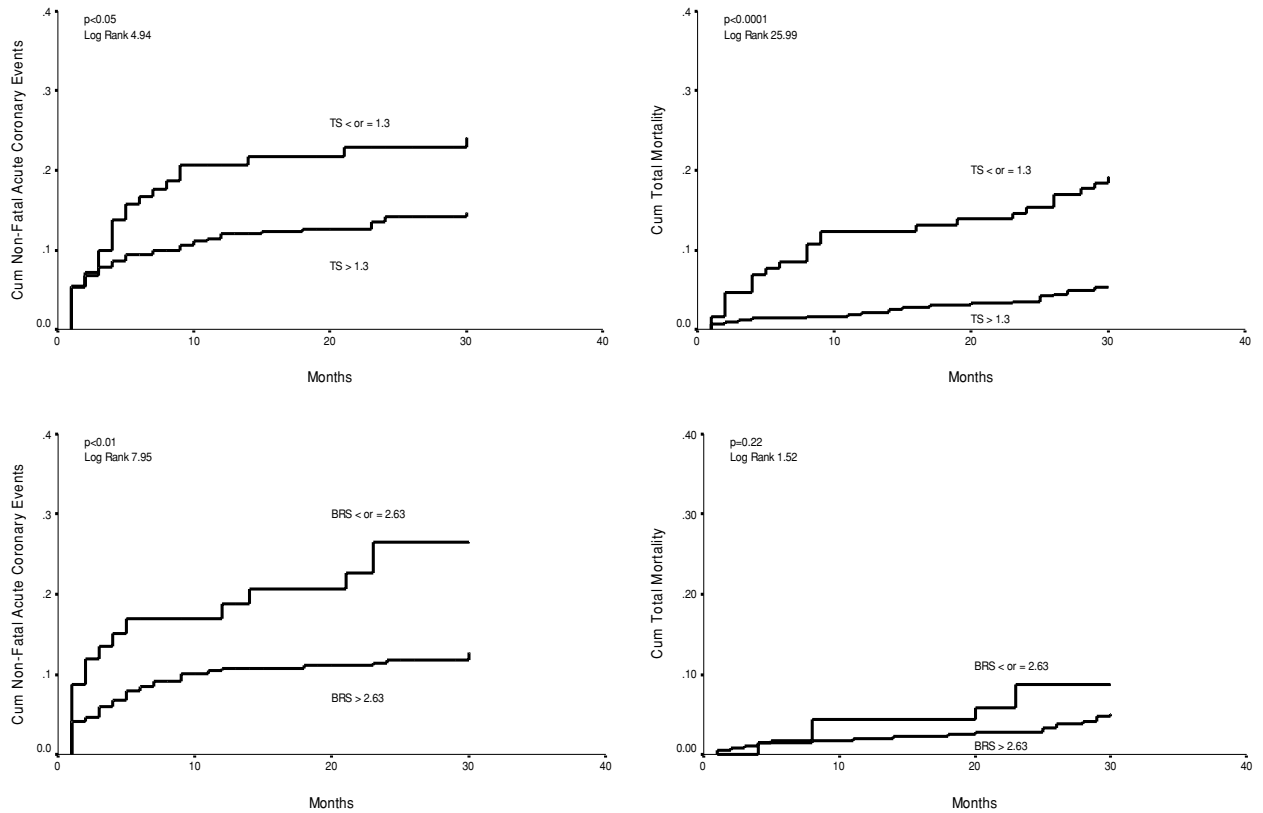 p<0.05
Log Rank 4.94
Cum Non-Fatal Acute Coronary Events
.4
.3
.2
.1
0.0
TS < or = 1.3
TS > 1.3
0 10 20 30 40
Months
p<0.0001
Log Rank 25.99
Cum Total Mortality
.4
.3
.2
.1
0.0
TS < or = 1.3
TS > 1.3
0 10 20 30 40
Months
p<0.01
Log Rank 7.95
Cum Non-Fatal Acute Coronary Events
.4
.3
.2
.1
0.0
BRS < or = 2.63
BRS > 2.63
0 10 20 30 40
Months
p=0.22
Log Rank 1.52
Cum Total Mortality
.40
.30
.20
.10
0.00
BRS < or = 2.63
BRS > 2.63
0 10 20 30 40
Months